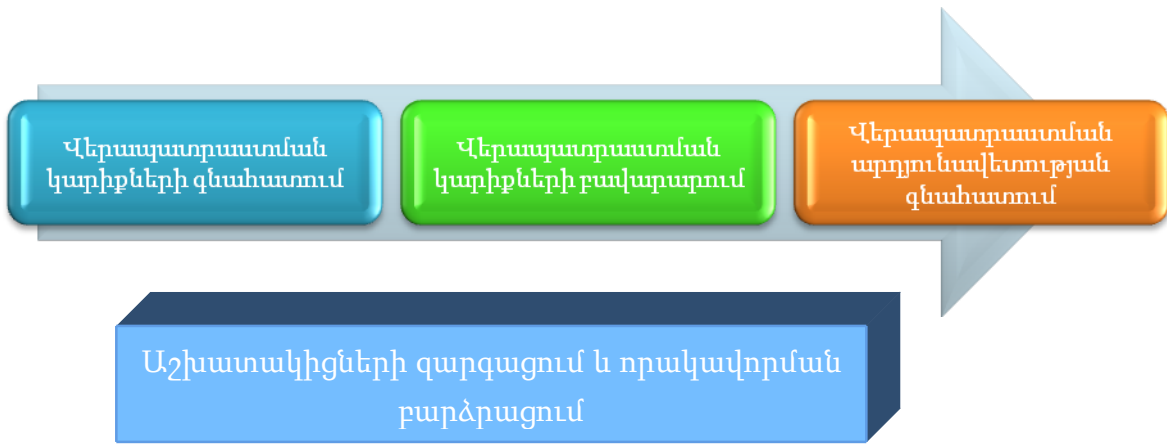 Վերապատրաստման
կարիքների գնահատում
Վերապատրաստման
կարիքների բավարարում
Վերապատրաստման
արդյունավետության
գնահատում
Աշխատակիցների զարգացում և որակավորման
բարձրացում